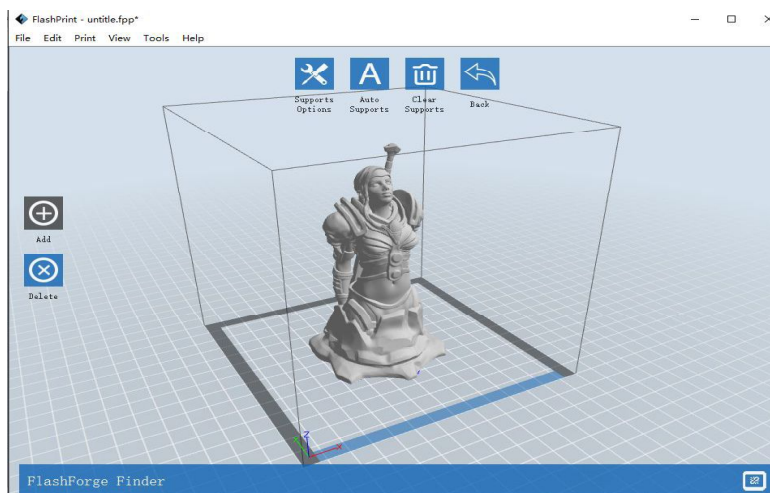 FlashPrint - untitle.fpp*
File Edit Print View Tools Help
A
Supports Options
Auto Supports
Clear Supports
Back
Add
Delete
Z
X
FlashForge Finder